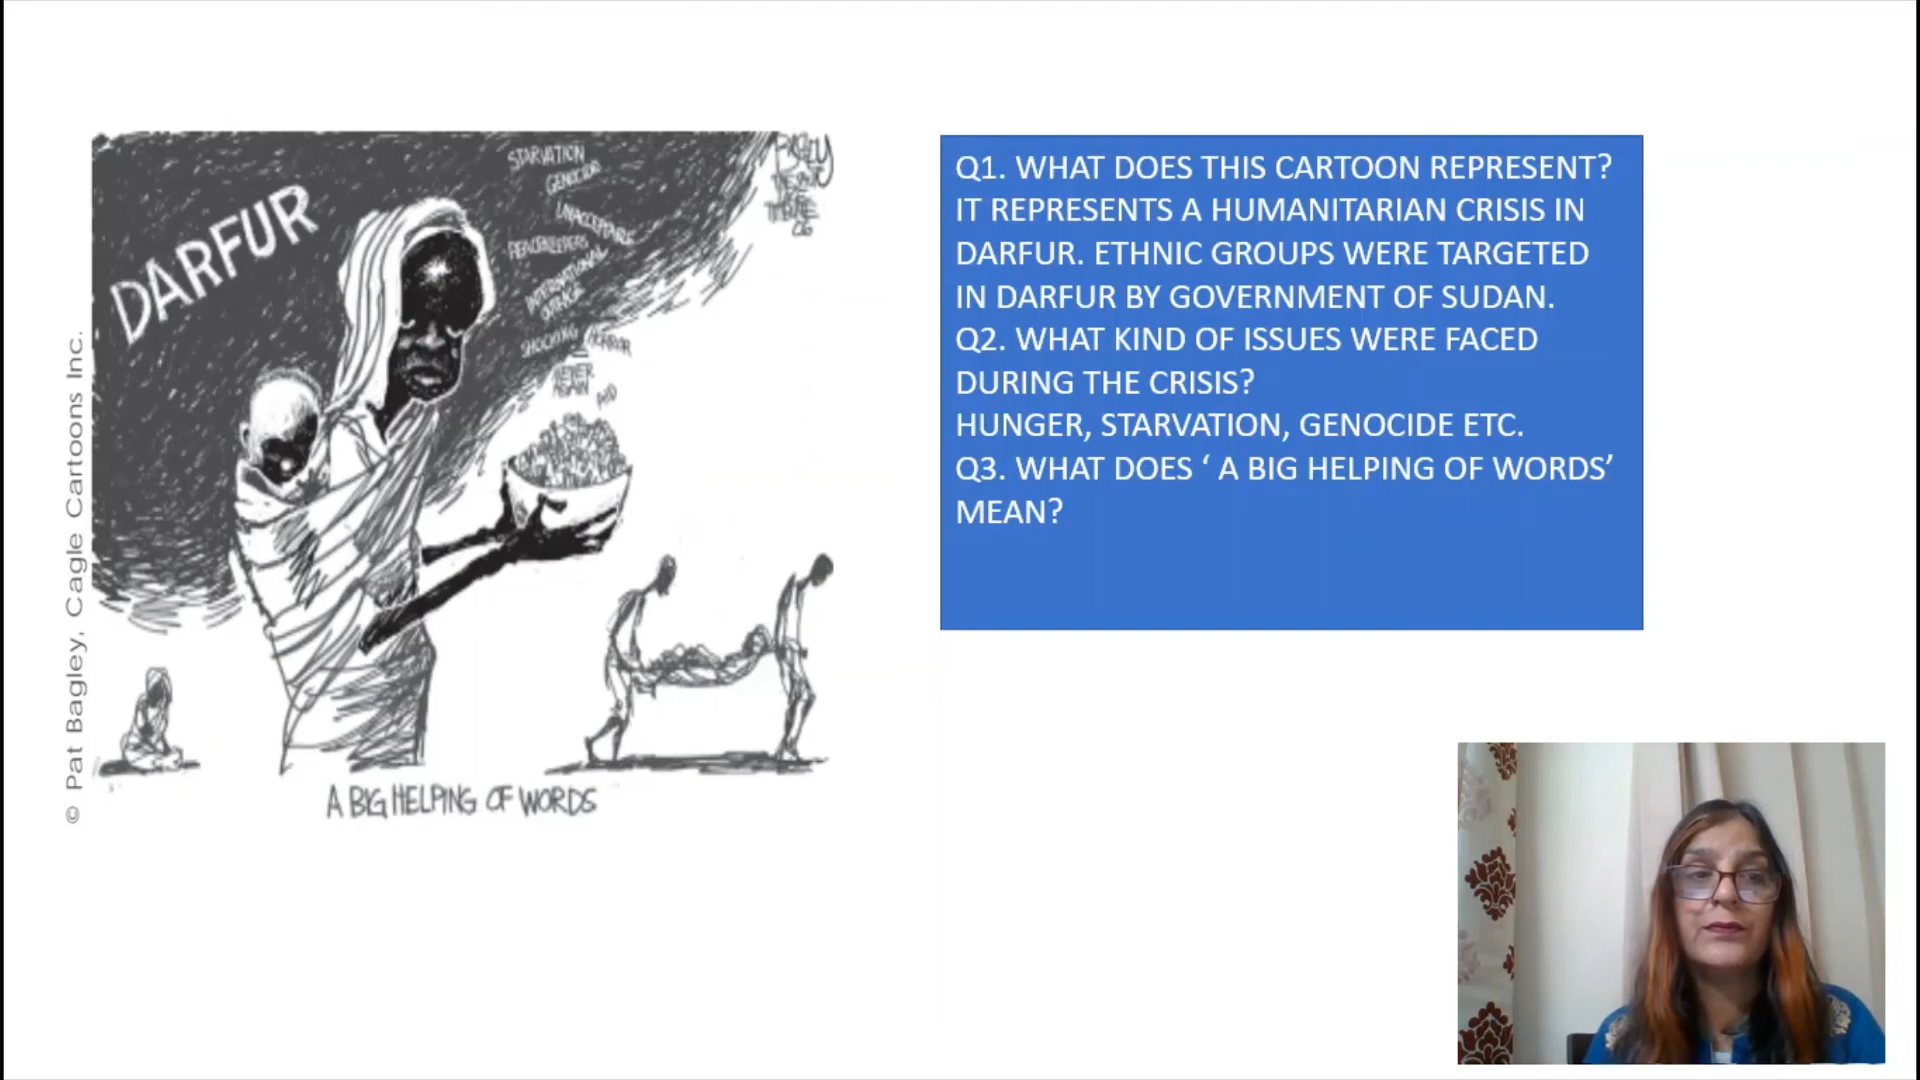 © Pat Bagley, Cagle Cartoons Inc.
DARFUR
STARVATION
GENOCIDE
UNACCEPTABLE
PEACEKEEPERS
INTERNATIONAL
OUTRAGE
SHOCKING
HORROR
NEVER
AGAIN
A BIG HELPING OF WORDS
Q1. WHAT DOES THIS CARTOON REPRESENT?
IT REPRESENTS A HUMANITARIAN CRISIS IN
DARFUR. ETHNIC GROUPS WERE TARGETED
IN DARFUR BY GOVERNMENT OF SUDAN.
Q2. WHAT KIND OF ISSUES WERE FACED
DURING THE CRISIS?
HUNGER, STARVATION, GENOCIDE ETC.
Q3. WHAT DOES ‘ A BIG HELPING OF WORDS’
MEAN?